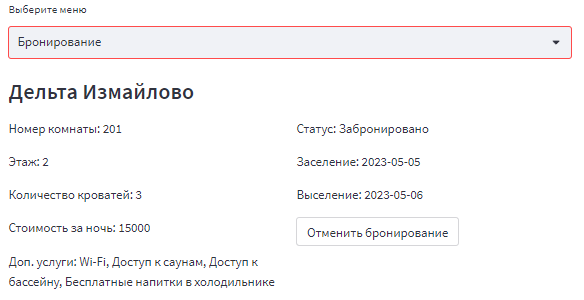 Выберите меню
Бронирование
Дельта Измайлово
Номер комнаты: 201
Этаж: 2
Количество кроватей: 3
Стоимость за ночь: 15000
Доп. услуги: Wi-Fi, Доступ к саунам, Доступ к
бассейну, Бесплатные напитки в холодильнике
Статус: Забронировано
Заселение: 2023-05-05
Выселение: 2023-05-06
Отменить бронирование